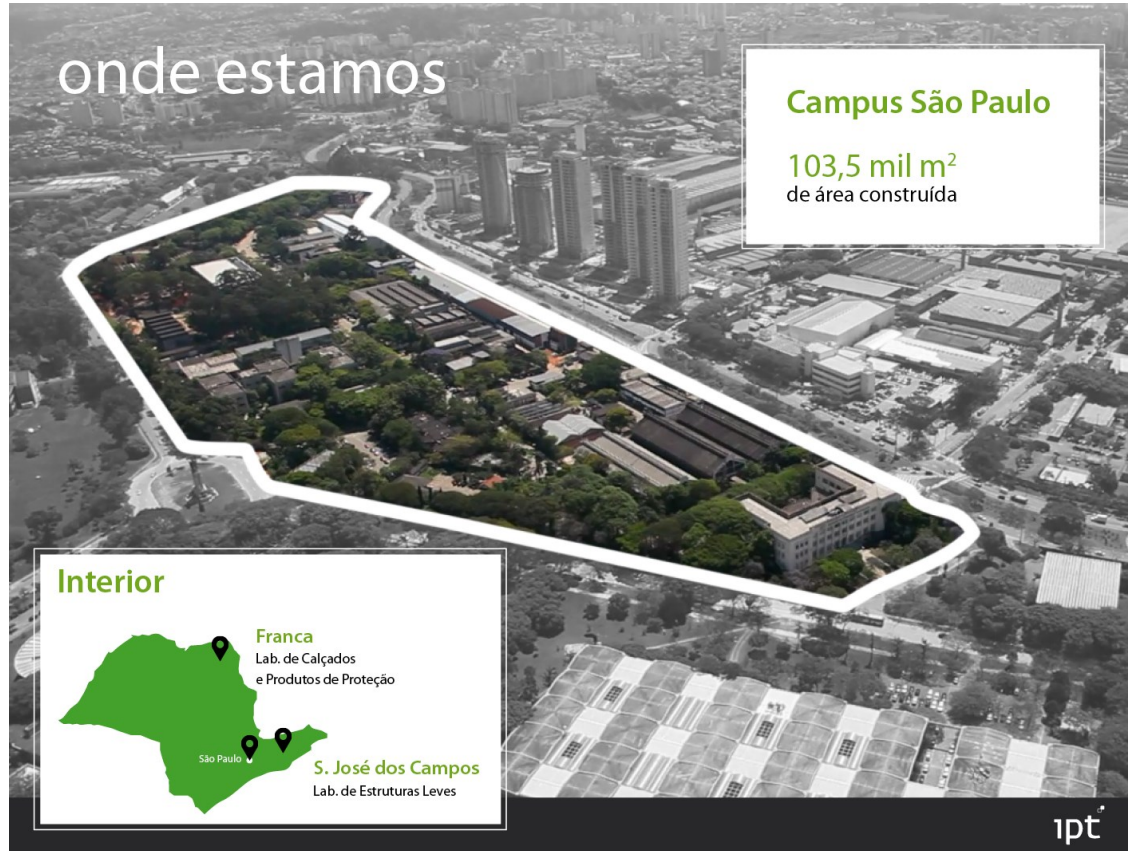 onde estamos
Campus São Paulo
103,5 mil m²
de área construída
Interior
Franca
Lab. de Calçados
e Produtos de Proteção
São Paulo
S. José dos Campos
Lab. de Estruturas Leves
ipt